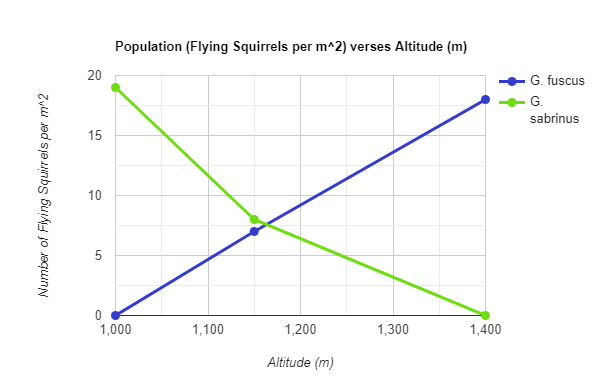 Population (Flying Squirrels per m^2) verses Altitude (m)
G. fuscus
G.
sabrinus
Number of Flying Squirrels per m^2
20
15
10
5
0
1,000
1,100
1,200
1,300
1,400
Altitude (m)